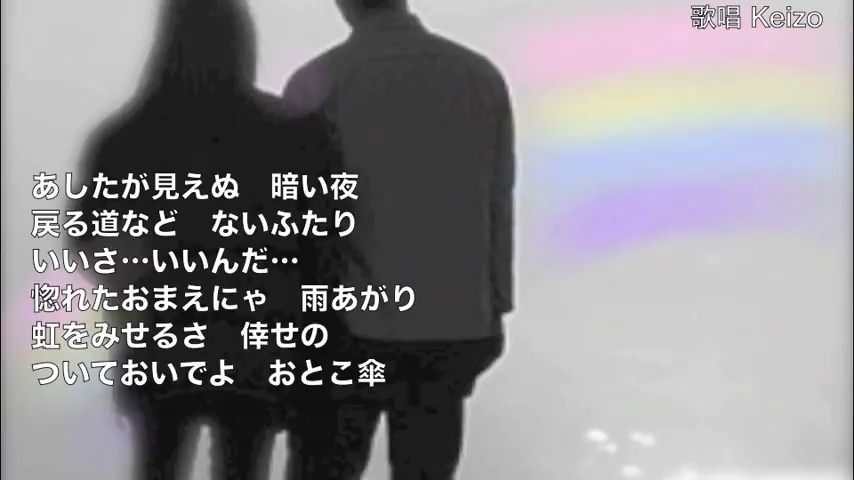 歌唱 Keizo
あしたが見えぬ　暗い夜
戻る道など　ないふたり
いいさ…いいんだ…
惚れたおまえにゃ　雨あがり
虹をみせるさ　倖せの
ついておいでよ　おとこ傘